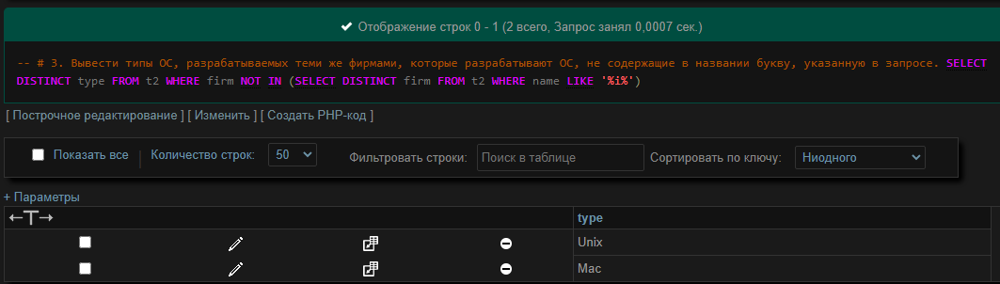 Отображение строк 0 - 1 (2 всего, Запрос занял 0,0007 сек.)
-- # 3. Вывести типы ОС, разрабатываемых теми же фирмами, которые разрабатывают ОС, не содержащие в названии букву, указанную в запросе. SELECT
DISTINCT type FROM t2 WHERE firm NOT IN (SELECT DISTINCT firm FROM t2 WHERE name LIKE '%i%')
[ Построчное редактирование ] [ Изменить ] [ Создать PHP-код ]
Показать все | Количество строк: 50 Фильтровать строки: Поиск в таблице Сортировать по ключу: Ниодного
+ Параметры
←T→ type
Unix
Mac